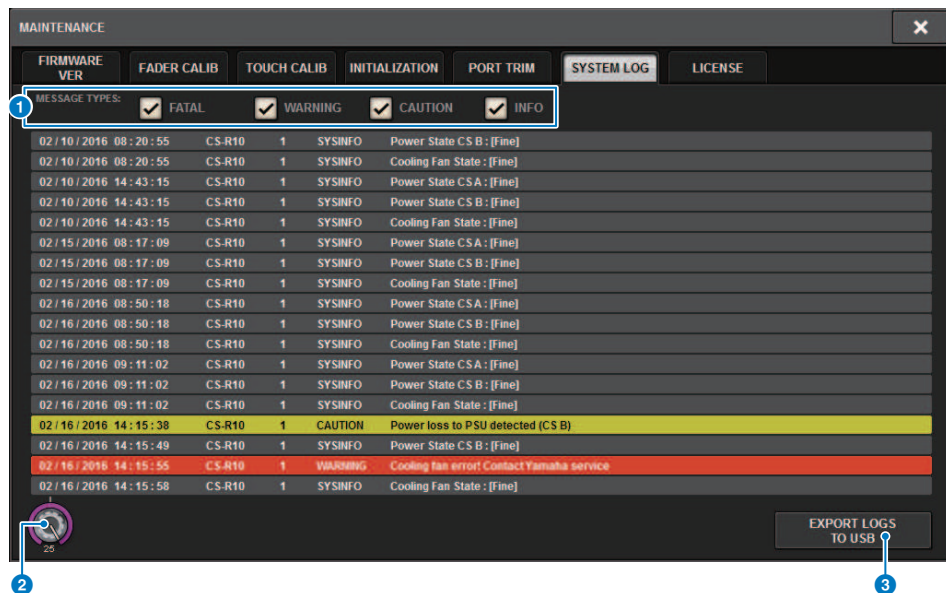 MAINTENANCE
FIRMWARE VER
FADER CALIB
TOUCH CALIB
INITIALIZATION
PORT TRIM
SYSTEM LOG
LICENSE
1
MESSAGE TYPES:
FATAL
WARNING
CAUTION
INFO
02 / 10 / 2016 08 : 20 : 55 CS-R10 1 SYSINFO Power State CS B : [Fine]
02 / 10 / 2016 08 : 20 : 55 CS-R10 1 SYSINFO Cooling Fan State : [Fine]
02 / 10 / 2016 14 : 43 : 15 CS-R10 1 SYSINFO Power State CS A : [Fine]
02 / 10 / 2016 14 : 43 : 15 CS-R10 1 SYSINFO Power State CS B : [Fine]
02 / 10 / 2016 14 : 43 : 15 CS-R10 1 SYSINFO Cooling Fan State : [Fine]
02 / 15 / 2016 08 : 17 : 09 CS-R10 1 SYSINFO Power State CS A : [Fine]
02 / 15 / 2016 08 : 17 : 09 CS-R10 1 SYSINFO Power State CS B : [Fine]
02 / 15 / 2016 08 : 17 : 09 CS-R10 1 SYSINFO Cooling Fan State : [Fine]
02 / 16 / 2016 08 : 50 : 18 CS-R10 1 SYSINFO Power State CS A : [Fine]
02 / 16 / 2016 08 : 50 : 18 CS-R10 1 SYSINFO Power State CS B : [Fine]
02 / 16 / 2016 08 : 50 : 18 CS-R10 1 SYSINFO Cooling Fan State : [Fine]
02 / 16 / 2016 09 : 11 : 02 CS-R10 1 SYSINFO Power State CS A : [Fine]
02 / 16 / 2016 09 : 11 : 02 CS-R10 1 SYSINFO Power State CS B : [Fine]
02 / 16 / 2016 09 : 11 : 02 CS-R10 1 SYSINFO Cooling Fan State : [Fine]
02 / 16 / 2016 14 : 15 : 38 CS-R10 1 CAUTION Power loss to PSU detected (CS B)
02 / 16 / 2016 14 : 15 : 49 CS-R10 1 SYSINFO Power State CS B : [Fine]
02 / 16 / 2016 14 : 15 : 55 CS-R10 1 WARNING Cooling fan error! Contact Yamaha service
02 / 16 / 2016 14 : 15 : 58 CS-R10 1 SYSINFO Cooling Fan State : [Fine]
25
EXPORT LOGS
TO USB
2
3